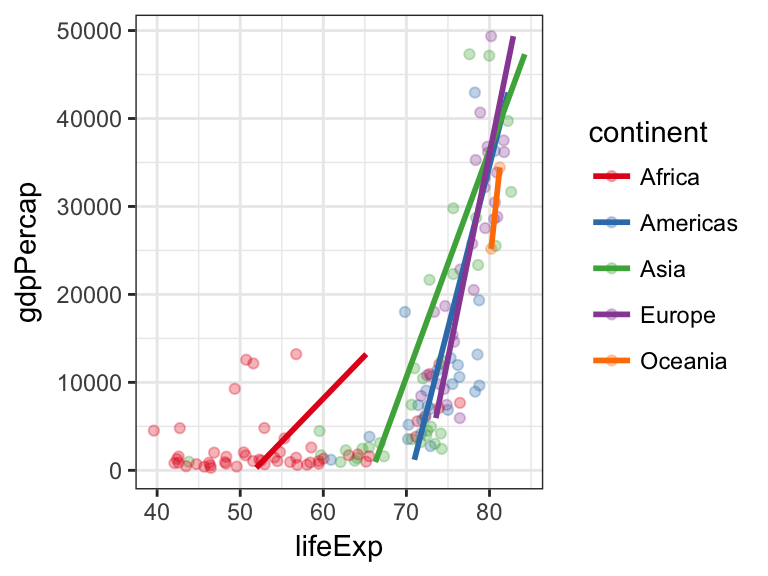 50000
40000
30000
20000
10000
0
gdpPercap
40 50 60 70 80
lifeExp
continent
Africa
Americas
Asia
Europe
Oceania